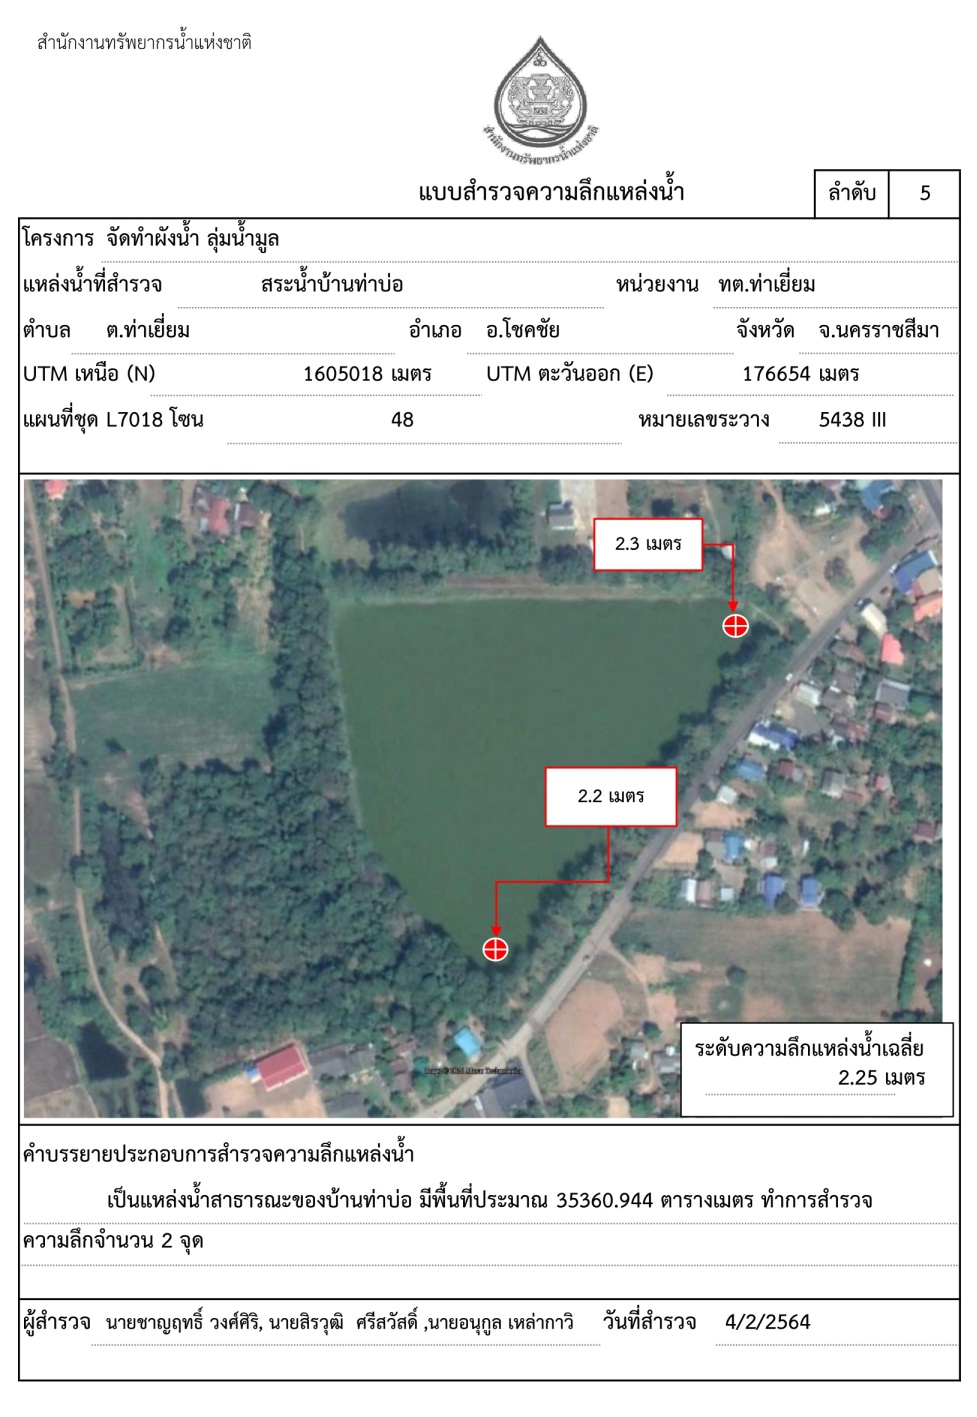 สำนักงานทรัพยากรน้ำแห่งชาติ
สำนักงานทรัพยากรน้ำแห่งชาติ
แบบสำรวจความลึกแหล่งน้ำ
ลำดับ 5
โครงการ จัดทำผังน้ำ ลุ่มน้ำมูล
แหล่งน้ำที่สำรวจ สระน้ำบ้านท่าบ่อ หน่วยงาน ทต.ท่าเยี่ยม
ตำบล ต.ท่าเยี่ยม อำเภอ อ.โชคชัย จังหวัด จ.นครราชสีมา
UTM เหนือ (N) 1605018 เมตร UTM ตะวันออก (E) 176654 เมตร
แผนที่ชุด L7018 โซน 48 หมายเลขระวาง 5438 III
2.3 เมตร
2.2 เมตร
ระดับความลึกแหล่งน้ำเฉลี่ย
2.25 เมตร
คำบรรยายประกอบการสำรวจความลึกแหล่งน้ำ
เป็นแหล่งน้ำสาธารณะของบ้านท่าบ่อ มีพื้นที่ประมาณ 35360.944 ตารางเมตร ทำการสำรวจ
ความลึกจำนวน 2 จุด
ผู้สำรวจ นายชาญฤทธิ์ วงศ์ศิริ, นายสิรวุฒิ ศรีสวัสดิ์ ,นายอนุกูล เหล่ากาวิ วันที่สำรวจ 4/2/2564